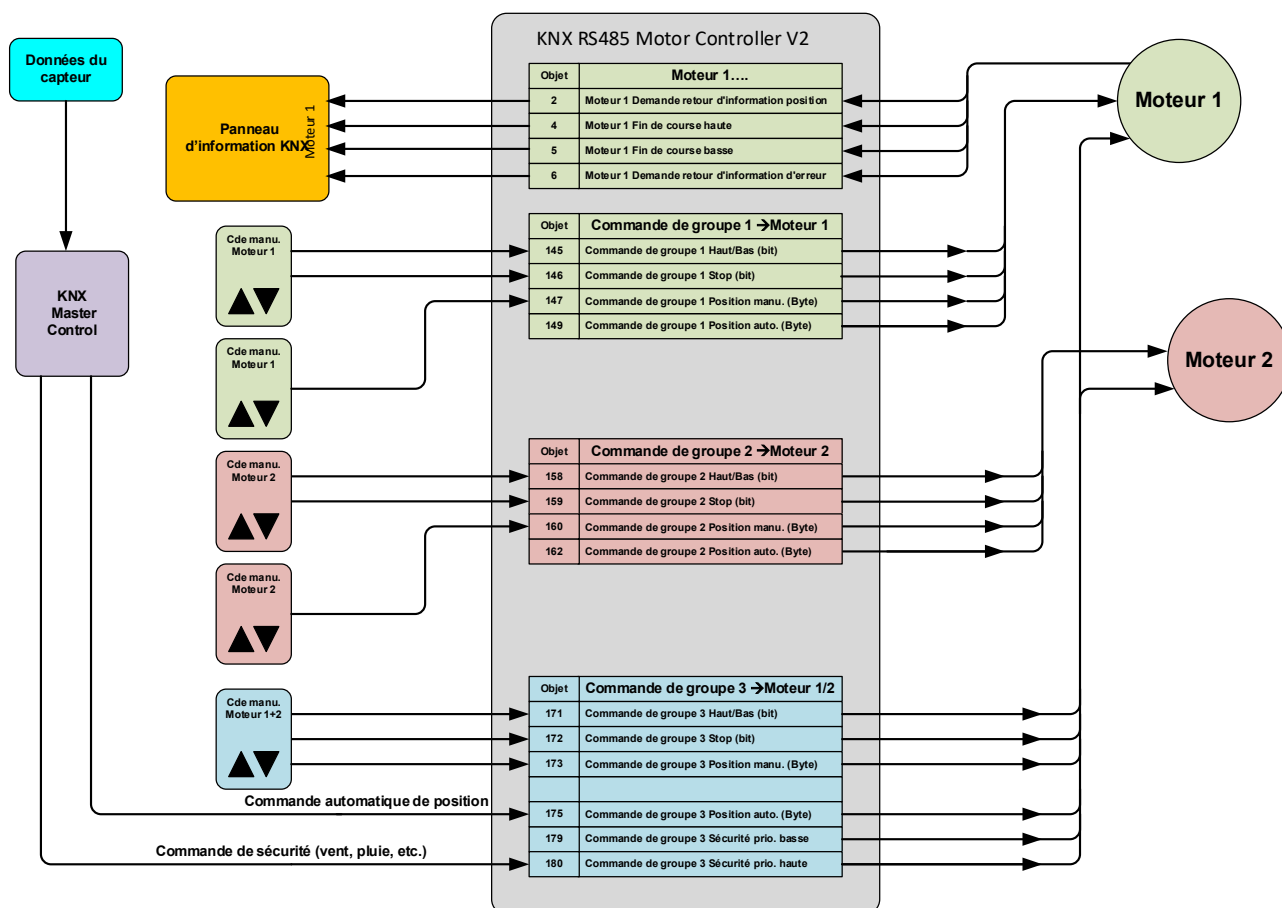 KNX RS485 Motor Controller V2
Données du
capteur
Panneau
d'information KNX
Moteur 1
Objet Moteur 1....
2 Moteur 1 Demande retour d'information position
4 Moteur 1 Fin de course haute
5 Moteur 1 Fin de course basse
6 Moteur 1 Demande retour d'information d'erreur
Moteur 1
KNX
Master
Control
Cde manu.
Moteur 1
Cde manu.
Moteur 1
Objet Commande de groupe 1 →Moteur 1
145 Commande de groupe 1 Haut/Bas (bit)
146 Commande de groupe 1 Stop (bit)
147 Commande de groupe 1 Position manu. (Byte)
149 Commande de groupe 1 Position auto. (Byte)
Moteur 2
Cde manu.
Moteur 2
Cde manu.
Moteur 2
Objet Commande de groupe 2 →Moteur 2
158 Commande de groupe 2 Haut/Bas (bit)
159 Commande de groupe 2 Stop (bit)
160 Commande de groupe 2 Position manu. (Byte)
162 Commande de groupe 2 Position auto. (Byte)
Cde manu.
Moteur 1+2
Objet Commande de groupe 3 →Moteur 1/2
171 Commande de groupe 3 Haut/Bas (bit)
172 Commande de groupe 3 Stop (bit)
173 Commande de groupe 3 Position manu. (Byte)
Commande automatique de position
175 Commande de groupe 3 Position auto. (Byte)
179 Commande de groupe 3 Sécurité prio. basse
Commande de sécurité (vent, pluie, etc.)
180 Commande de groupe 3 Sécurité prio. haute